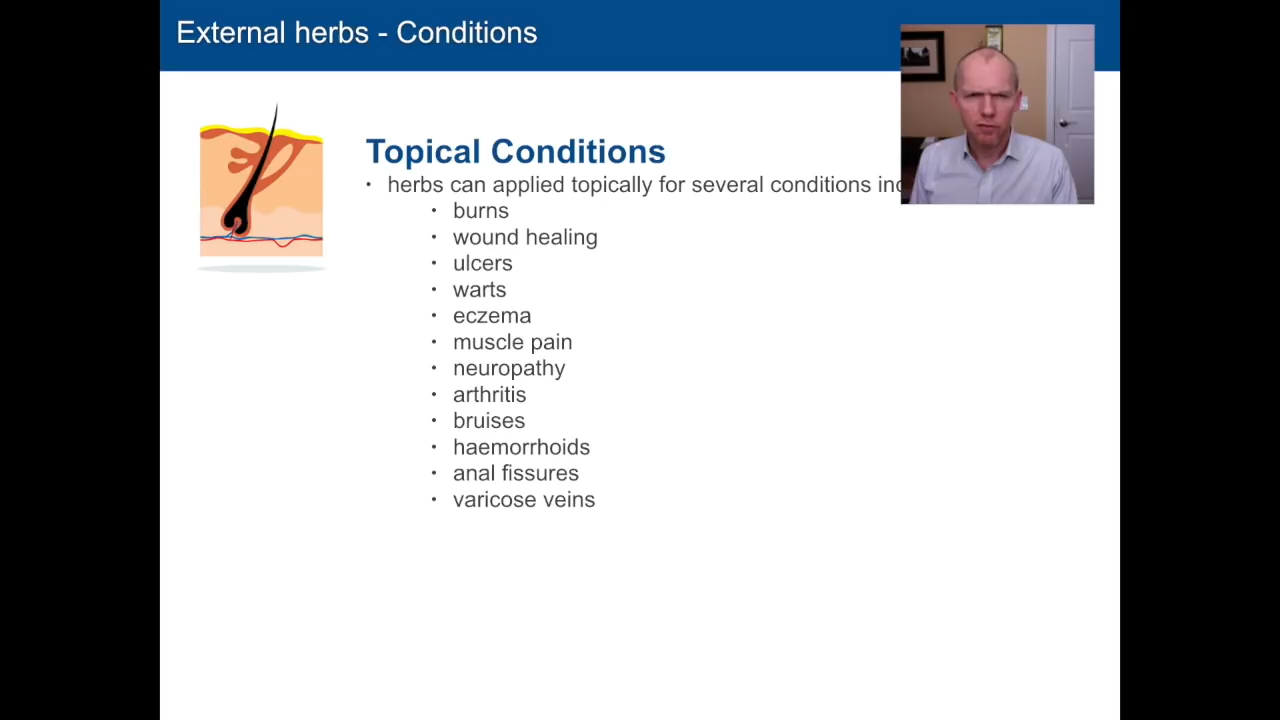 External herbs - Conditions
Topical Conditions
• herbs can applied topically for several conditions
• burns
• wound healing
• ulcers
• warts
• eczema
• muscle pain
• neuropathy
• arthritis
• bruises
• haemorrhoids
• anal fissures
• varicose veins